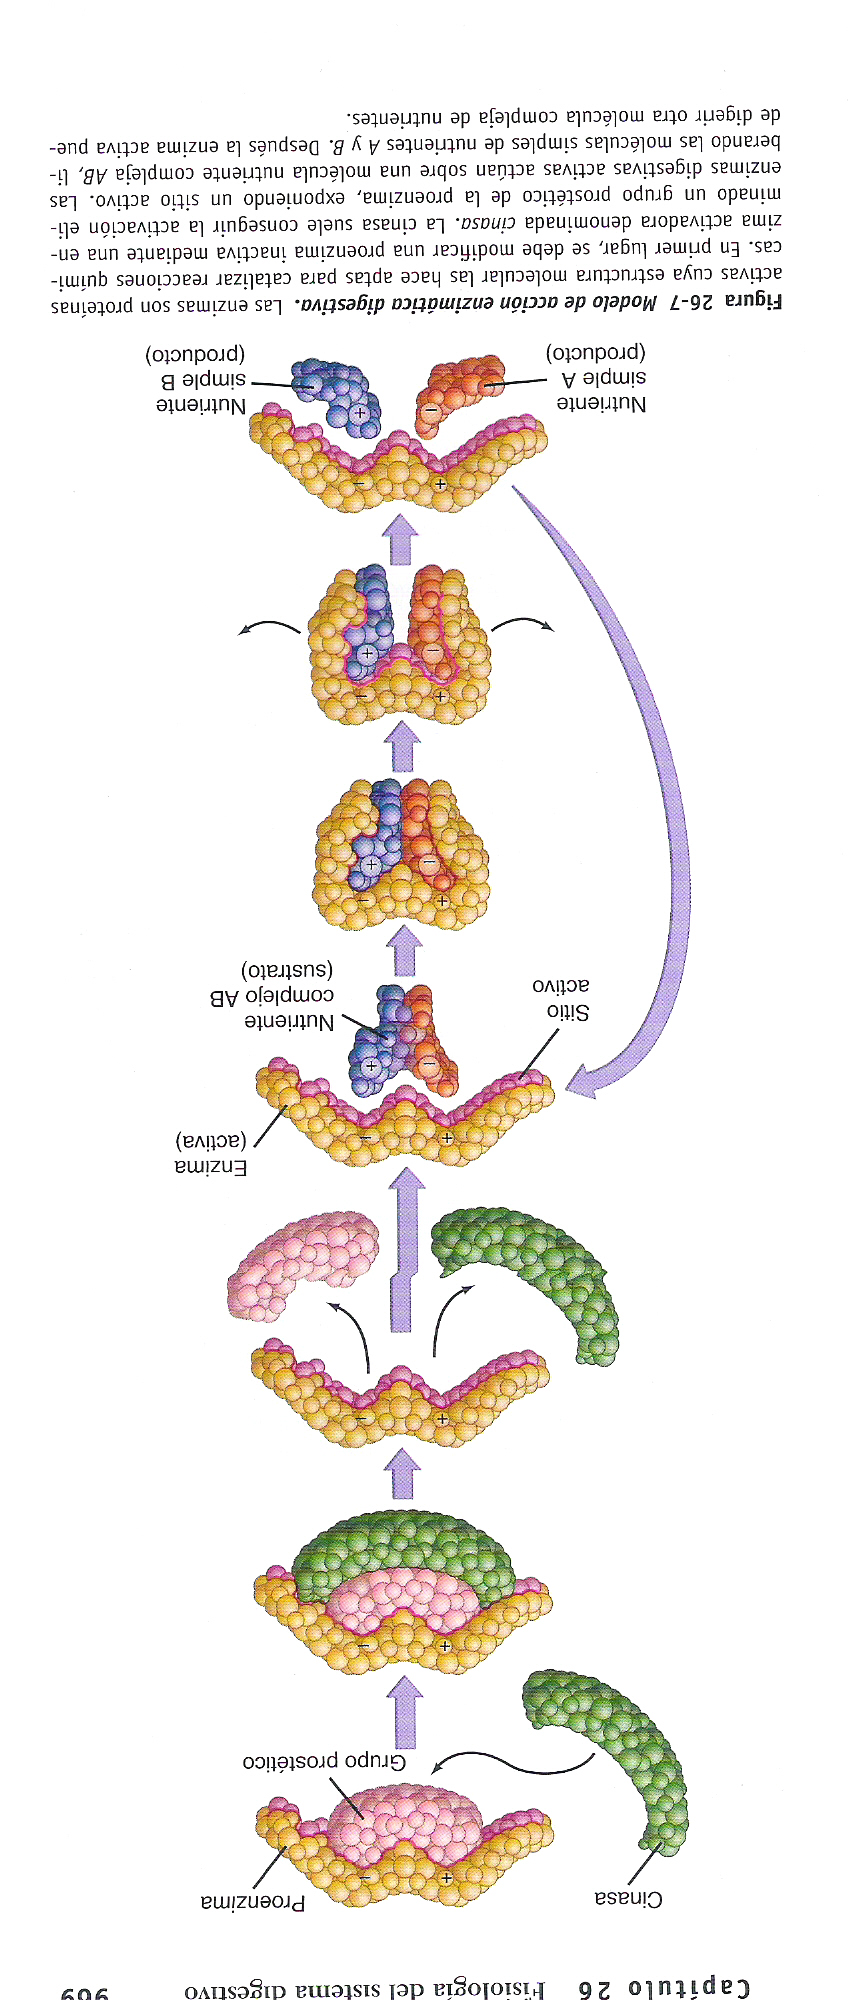 Capítulo 26 Fisiología del sistema digestivo 969
Cinasa
Proenzima
Grupo prostético
Enzima
(activa)
Sitio
activo
Nutriente
complejo AB
(sustrato)
Nutriente
simple A
(producto)
Nutriente
simple B
(producto)
+
−
Figura 26-7 Modelo de acción enzimática digestiva. Las enzimas son proteínas
activas cuya estructura molecular las hace aptas para catalizar reacciones quími-
cas. En primer lugar, se debe modificar una proenzima inactiva mediante una en-
zima activadora denominada cinasa. La cinasa suele conseguir la activación eli-
minado un grupo prostético de la proenzima, exponiendo un sitio activo. Las
enzimas digestivas activas actúan sobre una molécula nutriente compleja AB, li-
berando las moléculas simples de nutrientes A y B. Después la enzima activa pue-
de digerir otra molécula compleja de nutrientes.